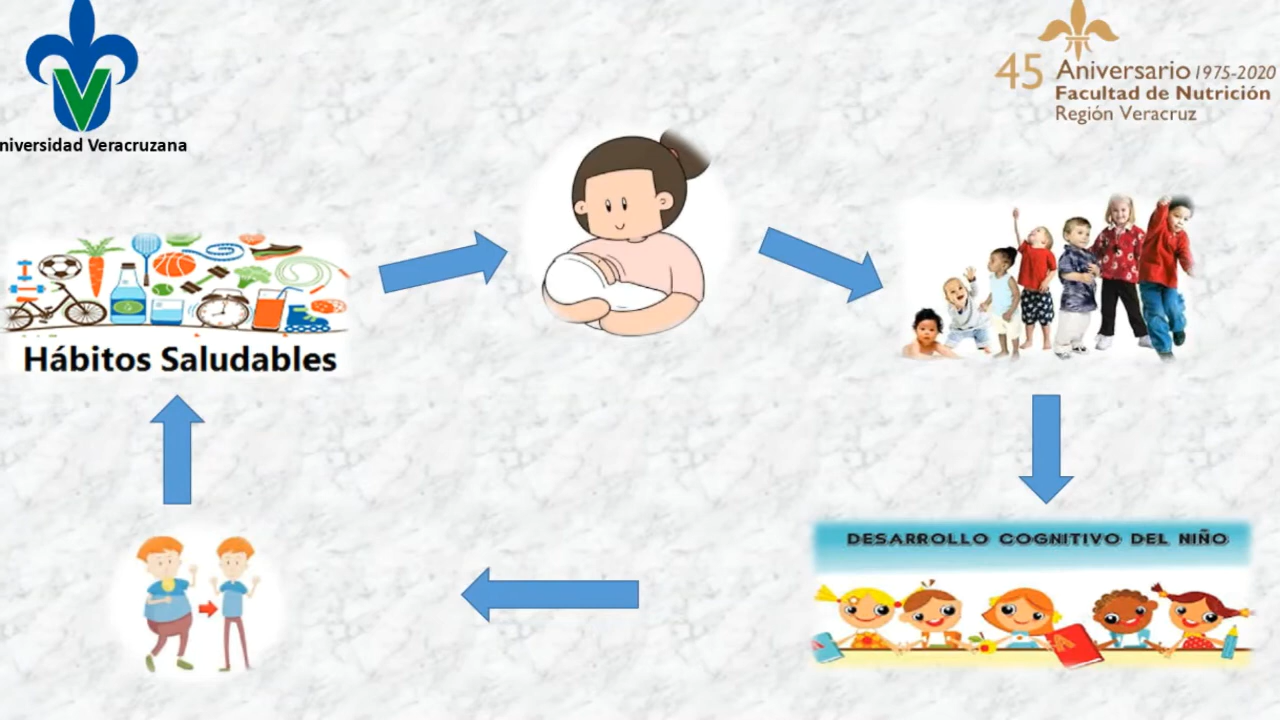 niversidad Veracruzana
45 Aniversario 1975-2020
Facultad de Nutrición
Región Veracruz
Hábitos Saludables
DESARROLLO COGNITIVO DEL NIÑO
A